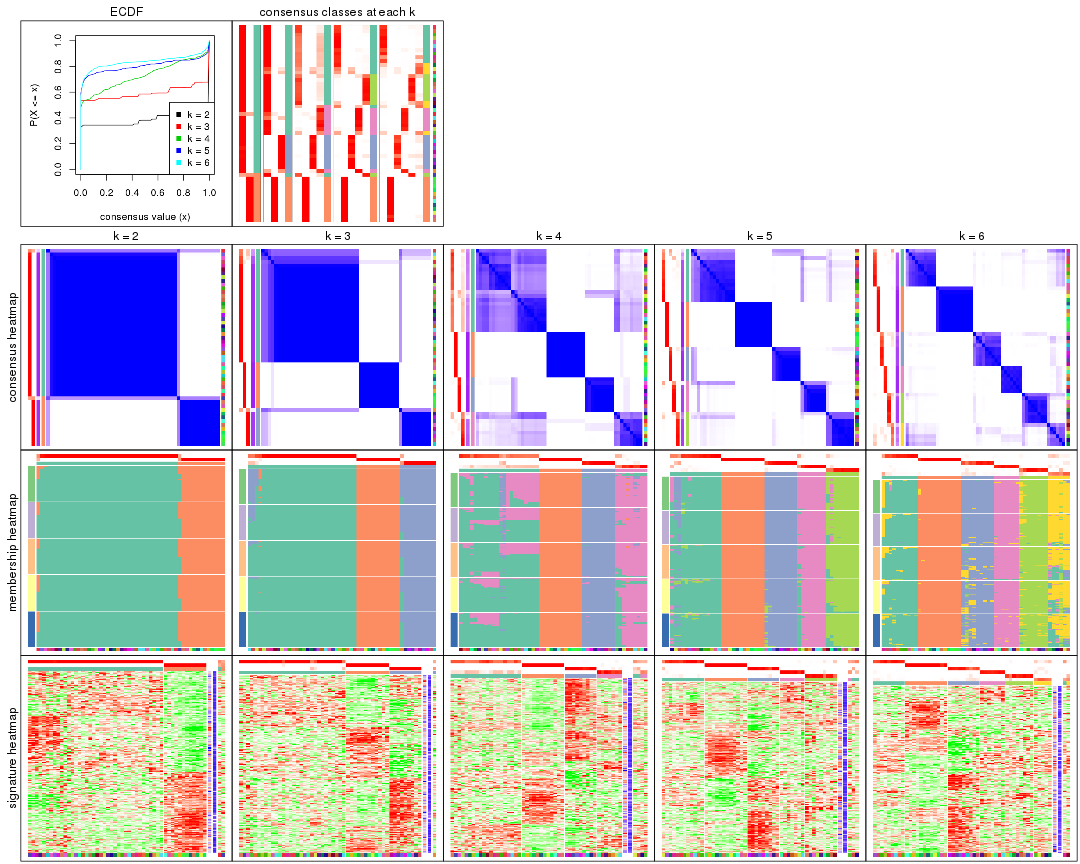 ECDF
consensus classes at each k
P(X <= x)
0.0
0.2
0.4
0.6
0.8
1.0
k = 2
k = 3
k = 4
k = 5
k = 6
0.0 0.2 0.4 0.6 0.8 1.0
consensus value (x)
k = 2
k = 3
k = 4
k = 5
k = 6
consensus heatmap
membership heatmap
signature heatmap